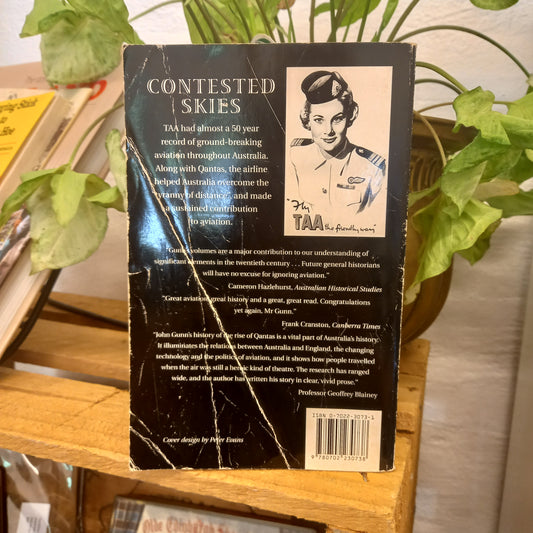 CONTESTED
SKIES
TAA had almost a 50 year
record of ground-breaking
aviation throughout Australia.
Along with Qantas, the airline
helped Australia overcome the
'tyranny of distance', and made
a sustained contribution
to aviation.
'Fly
TAA the friendly way'
"Gunn's volumes are a major contribution to our understanding of
significant elements in the twentieth century . . . Future general historians
will have no excuse for ignoring aviation."
Cameron Hazlehurst, Australian Historical Studies
"Great aviation, great history and a great, great read. Congratulations
yet again, Mr Gunn."
Frank Cranston, Canberra Times
"John Gunn's history of the rise of Qantas is a vital part of Australia's history.
It illuminates the relations between Australia and England, the changing
technology and the politics of aviation, and it shows how people travelled
when the air was still a heroic kind of theatre. The research has ranged
wide, and the author has written his story in clear, vivid prose."
Professor Geoffrey Blainey
Cover design by Peter Evans
ISBN 0-7022-3073-1
9 780702 230738